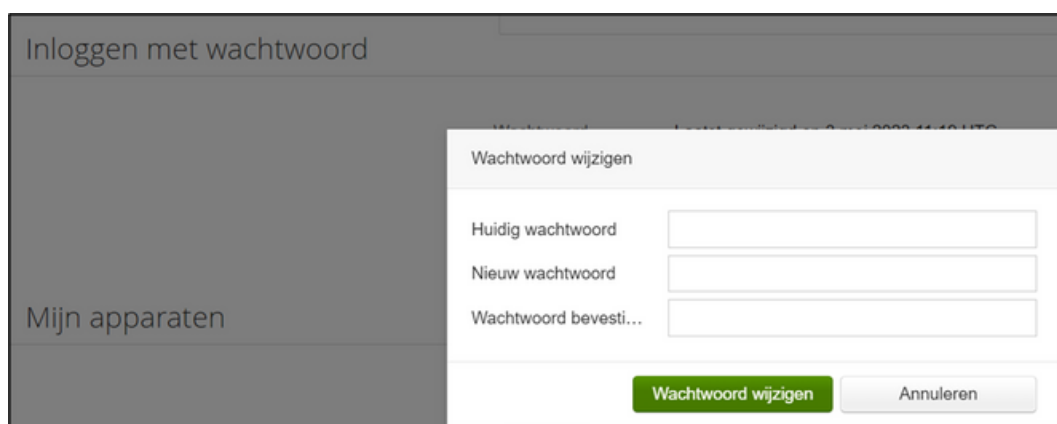 Inloggen met wachtwoord
Wachtwoord wijzigen
Huidig wachtwoord
Nieuw wachtwoord
Wachtwoord bevesti...
Mijn apparaten
Wachtwoord wijzigen
Annuleren